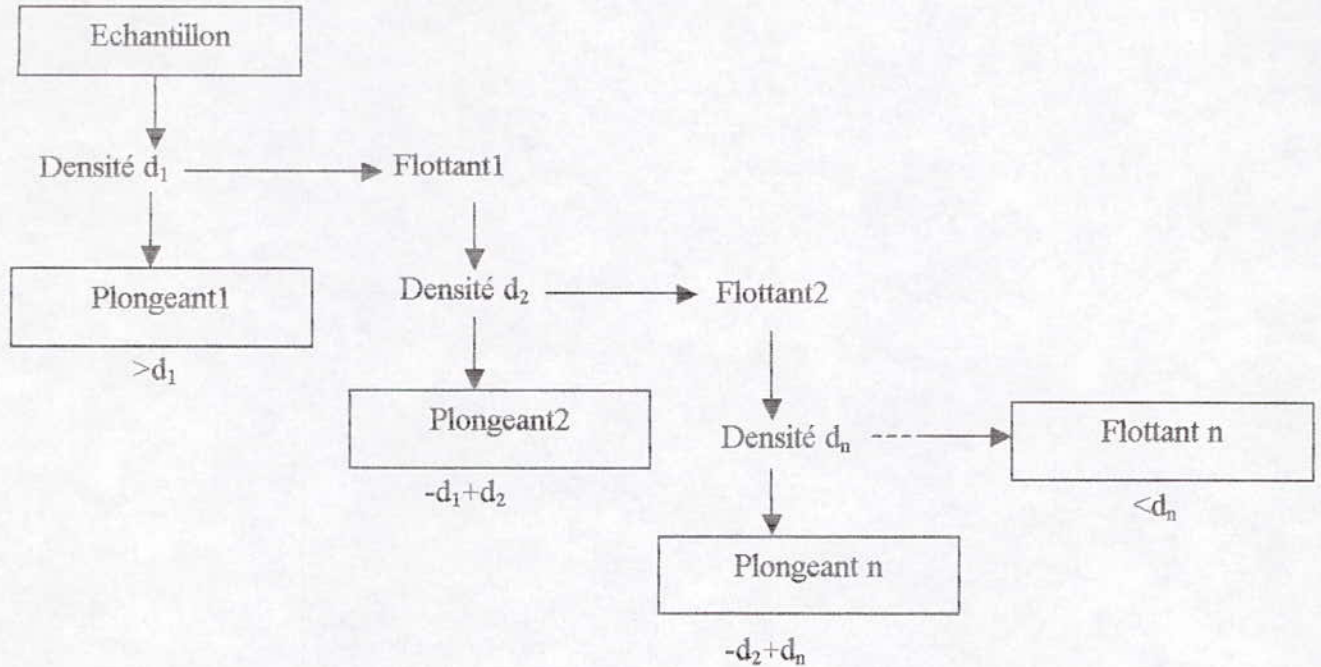 Echantillon
Densité d₁
Flottant1
Plongeant1
>d₁
Densité d₂
Flottant2
Plongeant2
-d₁+d₂
Densité dₙ
Flottant n
<dₙ
Plongeant n
-d₂+dₙ